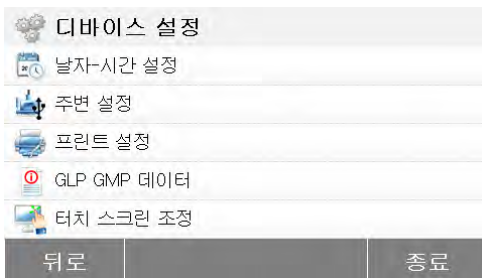 디바이스 설정
날자-시간 설정
주변 설정
프린트 설정
GLP GMP 데이터
터치 스크린 조정
뒤로
종료